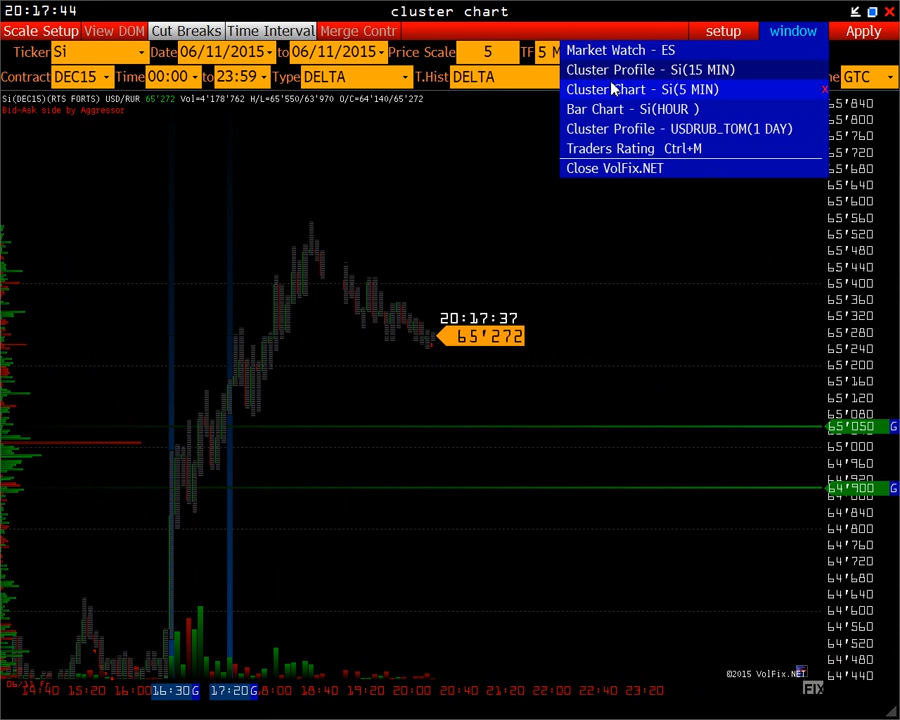 20:17:44 cluster chart
Scale Setup View DOM Cut Breaks Time Interval Merge Contr setup window Apply
Ticker Si Date 06/11/2015 to 06/11/2015 Price Scale 5 TF 5 M
Contract DEC15 Time 00:00 to 23:59 Type DELTA T.Hist DELTA GTC
Market Watch - ES
Cluster Profile - Si(15 MIN)
Cluster Chart - Si(5 MIN) x
Bar Chart - Si(HOUR )
Cluster Profile - USDRUB_TOM(1 DAY)
Traders Rating Ctrl+M
Close VolFix.NET
Si(DEC15)(RTS FORTS) USD/RUR 65'272 Vol=4'178'762 H/L=65'550/63'970 O/C=64'140/65'272
Bid-Ask side by Aggressor
65'840
65'800
65'760
65'720
65'680
65'640
65'600
65'560
65'520
65'480
65'440
65'400
65'360
65'320
65'280
65'240
65'200
65'160
65'120
65'080
65'050 G
65'000
64'960
64'920
64'900 G
64'840
64'800
64'760
64'720
64'680
64'640
64'600
64'560
64'520
64'480
64'440
20:17:37
65'272
©2015 VolFix.NET
FIX
14:40 15:20 16:00 16:30 G 17:20 G 18:00 18:40 19:20 20:00 20:40 21:20 22:00 22:40 23:20